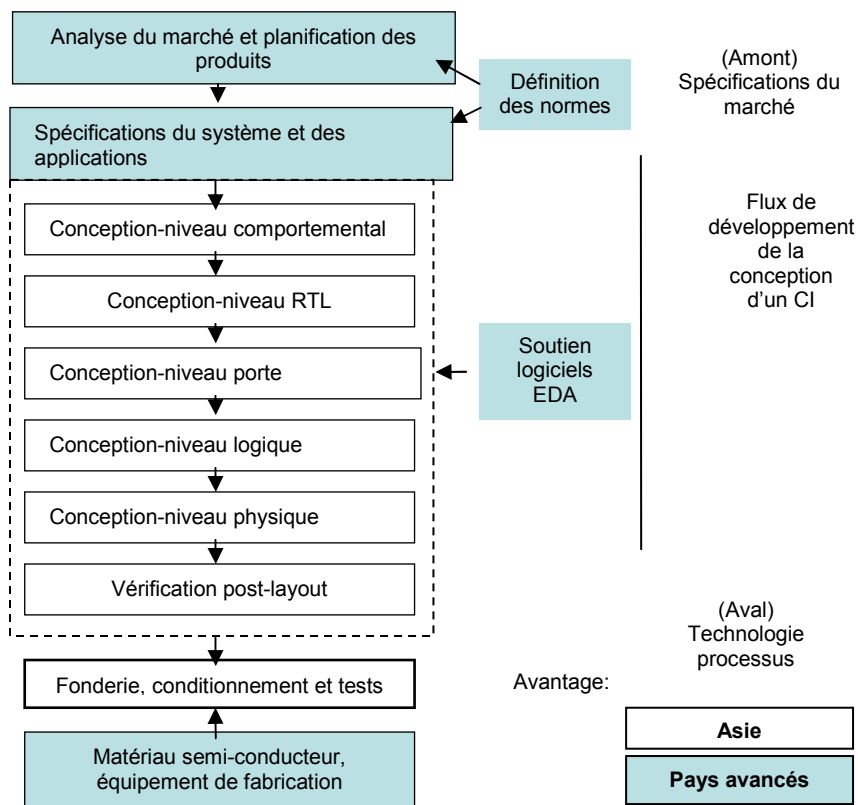 Analyse du marché et planification des
produits
Définition
des normes
(Amont)
Spécifications du
marché
Spécifications du système et des
applications
Conception-niveau comportemental
Conception-niveau RTL
Conception-niveau porte
Conception-niveau logique
Conception-niveau physique
Vérification post-layout
Soutien
logiciels
EDA
Flux de
développement
de la
conception
d'un CI
Fonderie, conditionnement et tests
Matériau semi-conducteur,
équipement de fabrication
(Aval)
Technologie
processus
Avantage:
Asie
Pays avancés